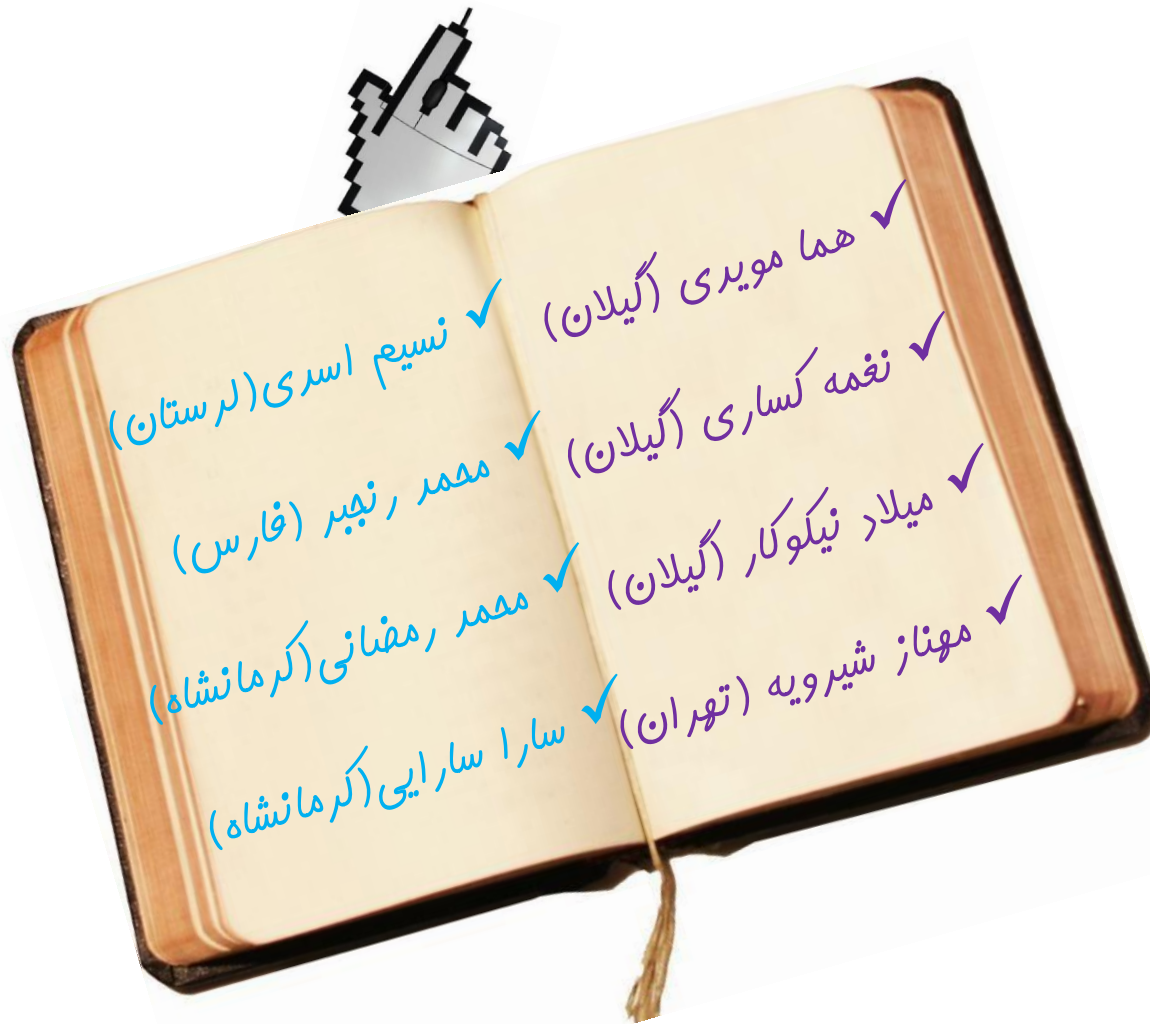 ✓ هما مویدی (گیلان)
✓ نغمه کساری (گیلان)
✓ میلاد نیکوکار (گیلان)
✓ مهناز شیرویه (تهران)
✓ نسیم اسدی(لرستان)
✓ محمد رنجبر (فارس)
✓ محمد رمضانی(کرمانشاه)
✓ سارا سارایی(کرمانشاه)